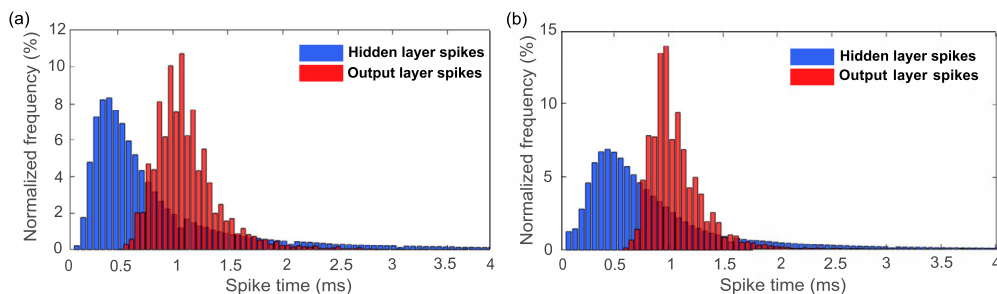 (a)
Normalized frequency (%)
12
10
8
6
4
2
0
Hidden layer spikes
Output layer spikes
0 0.5 1 1.5 2 2.5 3 3.5 4
Spike time (ms)
(b)
Normalized frequency (%)
15
10
5
0
Hidden layer spikes
Output layer spikes
0 0.5 1 1.5 2 2.5 3 3.5 4
Spike time (ms)